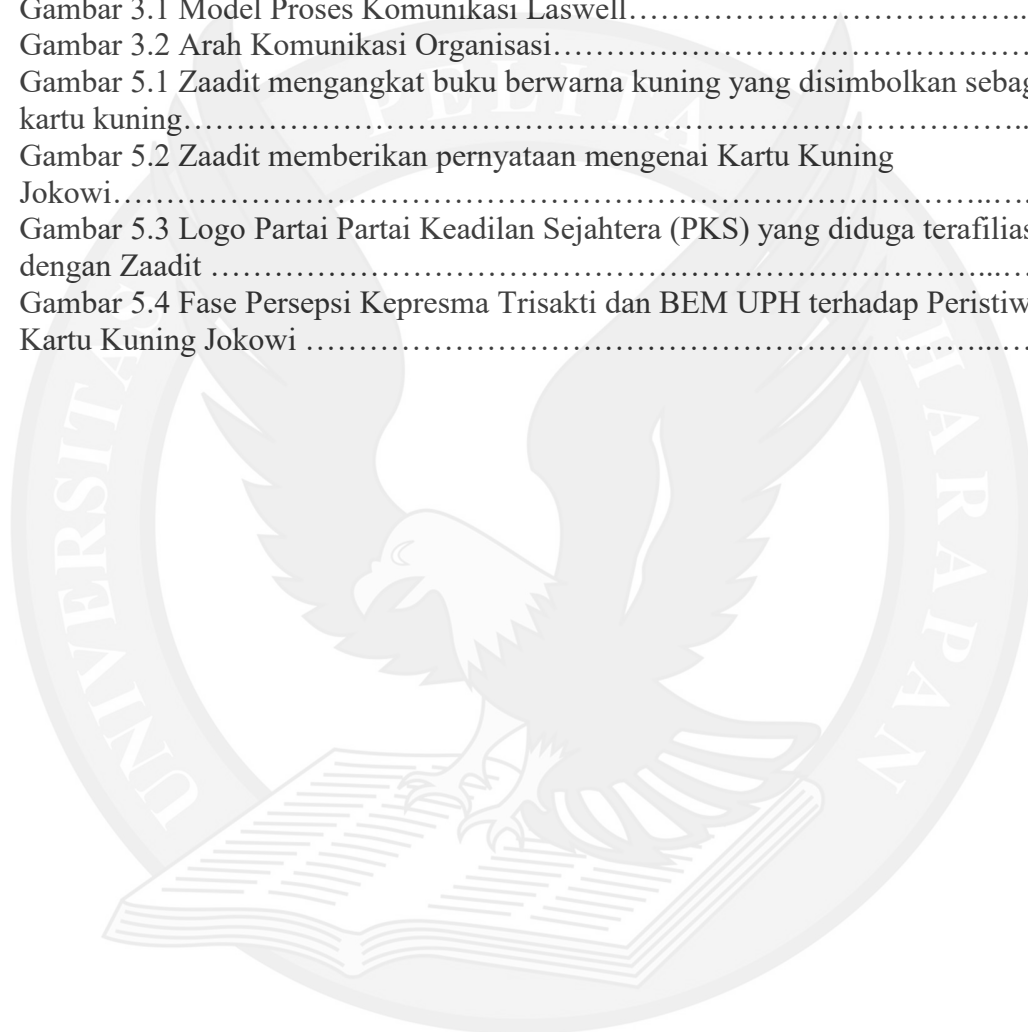 Gambar 3.1 Model Proses Komunikasi Laswell…………………………………..
Gambar 3.2 Arah Komunikasi Organisasi………………………………………….
Gambar 5.1 Zaadit mengangkat buku berwarna kuning yang disimbolkan
kartu kuning…………………………………………………………………………..
Gambar 5.2 Zaadit memberikan pernyataan mengenai Kartu Kuning
Jokowi……………………………………………………………………………..….
Gambar 5.3 Logo Partai Partai Keadilan Sejahtera (PKS) yang diduga
dengan Zaadit …………………………………………………………………...….
Gambar 5.4 Fase Persepsi Kepresma Trisakti dan BEM UPH terhadap
Kartu Kuning Jokowi …………………………………………………………...….
UNIVERSITAS PELITA HARAPAN